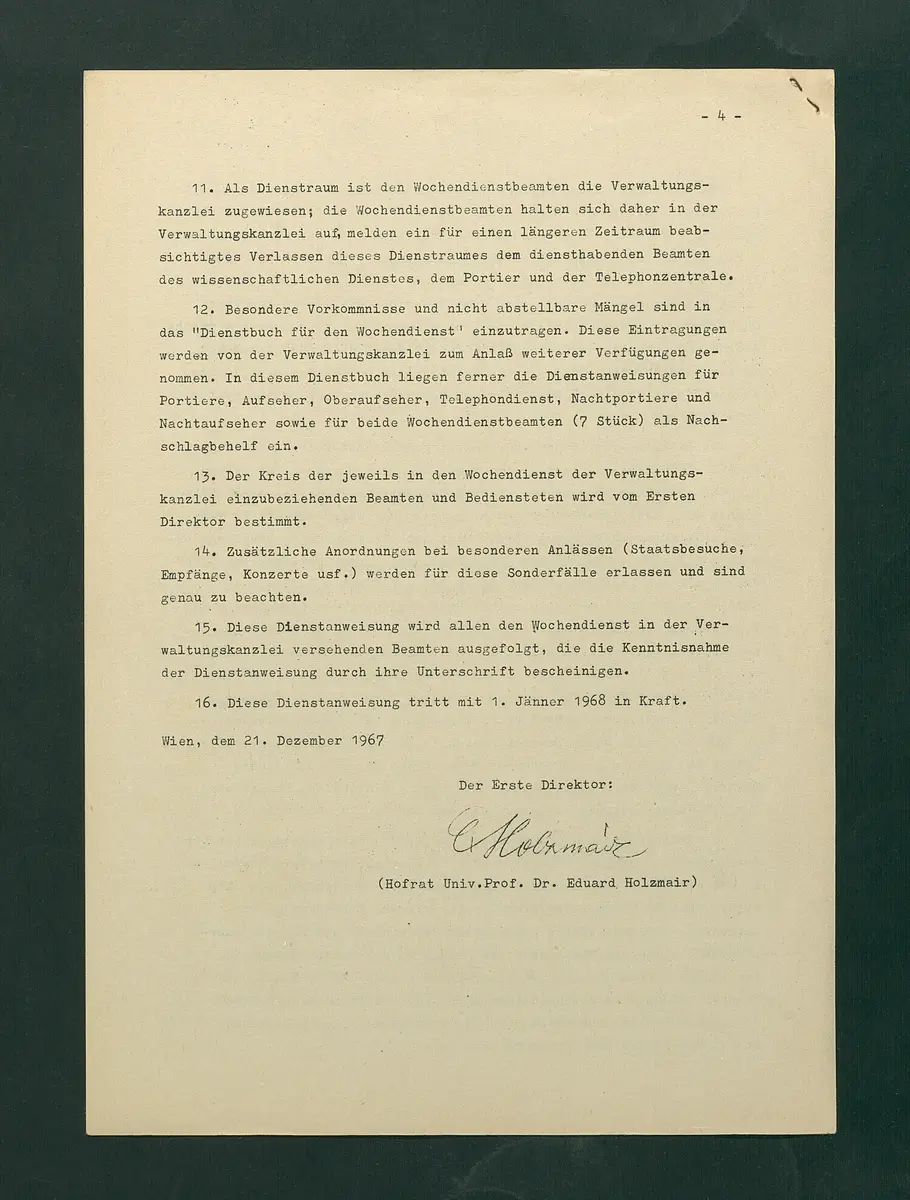 - 4 -
11. Als Dienstraum ist den Wochendienstbeamten die Verwaltungs-
kanzlei zugewiesen; die Wochendienstbeamten halten sich daher in der
Verwaltungskanzlei auf, melden ein für einen längeren Zeitraum beab-
sichtigtes Verlassen dieses Dienstraumes dem diensthabenden Beamten
des wissenschaftlichen Dienstes, dem Portier und der Telephonzentrale.
12. Besondere Vorkommnisse und nicht abstellbare Mängel sind in
das "Dienstbuch für den Wochendienst" einzutragen. Diese Eintragungen
werden von der Verwaltungskanzlei zum Anlaß weiterer Verfügungen ge-
nommen. In diesem Dienstbuch liegen ferner die Dienstanweisungen für
Portiere, Aufseher, Oberaufseher, Telephondienst, Nachtportiere und
Nachtaufseher sowie für beide Wochendienstbeamten (7 Stück) als Nach-
schlagbehelf ein.
13. Der Kreis der jeweils in den Wochendienst der Verwaltungs-
kanzlei einzubeziehenden Beamten und Bediensteten wird vom Ersten
Direktor bestimmt.
14. Zusätzliche Anordnungen bei besonderen Anlässen (Staatsbesuche,
Empfänge, Konzerte usf.) werden für diese Sonderfälle erlassen und sind
genau zu beachten.
15. Diese Dienstanweisung wird allen den Wochendienst in der Ver-
waltungskanzlei versehenden Beamten ausgefolgt, die die Kenntnisnahme
der Dienstanweisung durch ihre Unterschrift bescheinigen.
16. Diese Dienstanweisung tritt mit 1. Jänner 1968 in Kraft.
Wien, dem 21. Dezember 1967
Der Erste Direktor:
E Holzmair
(Hofrat Univ.Prof. Dr. Eduard Holzmair)